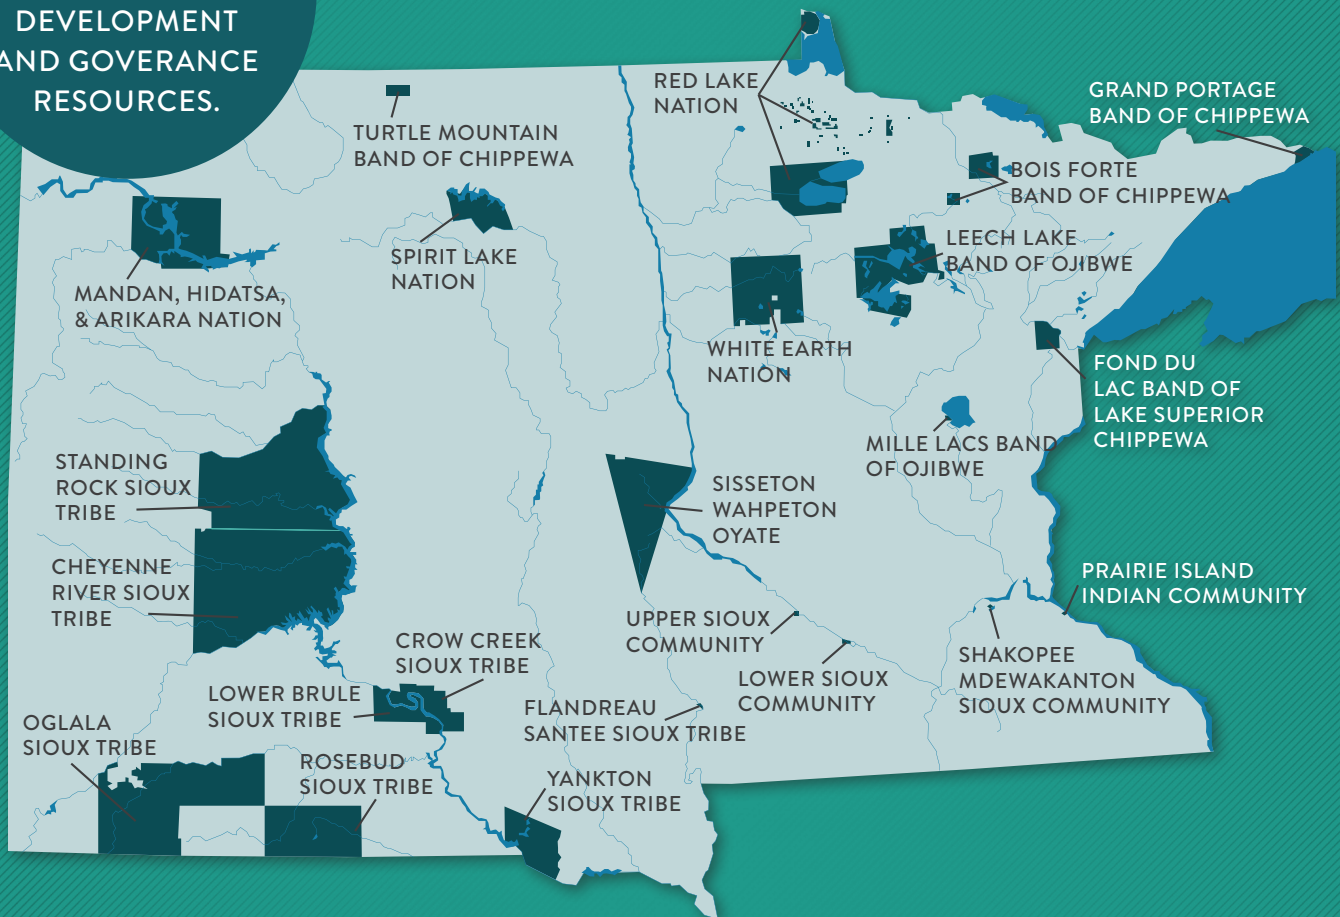 DEVELOPMENT
AND GOVERANCE
RESOURCES.
RED LAKE
NATION
GRAND PORTAGE
BAND OF CHIPPEWA
TURTLE MOUNTAIN
BAND OF CHIPPEWA
BOIS FORTE
BAND OF CHIPPEWA
SPIRIT LAKE
NATION
LEECH LAKE
BAND OF OJIBWE
MANDAN, HIDATSA,
& ARIKARA NATION
WHITE EARTH
NATION
FOND DU
LAC BAND OF
LAKE SUPERIOR
CHIPPEWA
MILLE LACS BAND
OF OJIBWE
STANDING
ROCK SIOUX
TRIBE
SISSETON
WAHPETON
OYATE
CHEYENNE
RIVER SIOUX
TRIBE
PRAIRIE ISLAND
INDIAN COMMUNITY
UPPER SIOUX
COMMUNITY
CROW CREEK
SIOUX TRIBE
SHAKOPEE
MDEWAKANTON
SIOUX COMMUNITY
LOWER SIOUX
COMMUNITY
LOWER BRULE
SIOUX TRIBE
FLANDREAU
SANTEE SIOUX TRIBE
OGLALA
SIOUX TRIBE
ROSEBUD
SIOUX TRIBE
YANKTON
SIOUX TRIBE